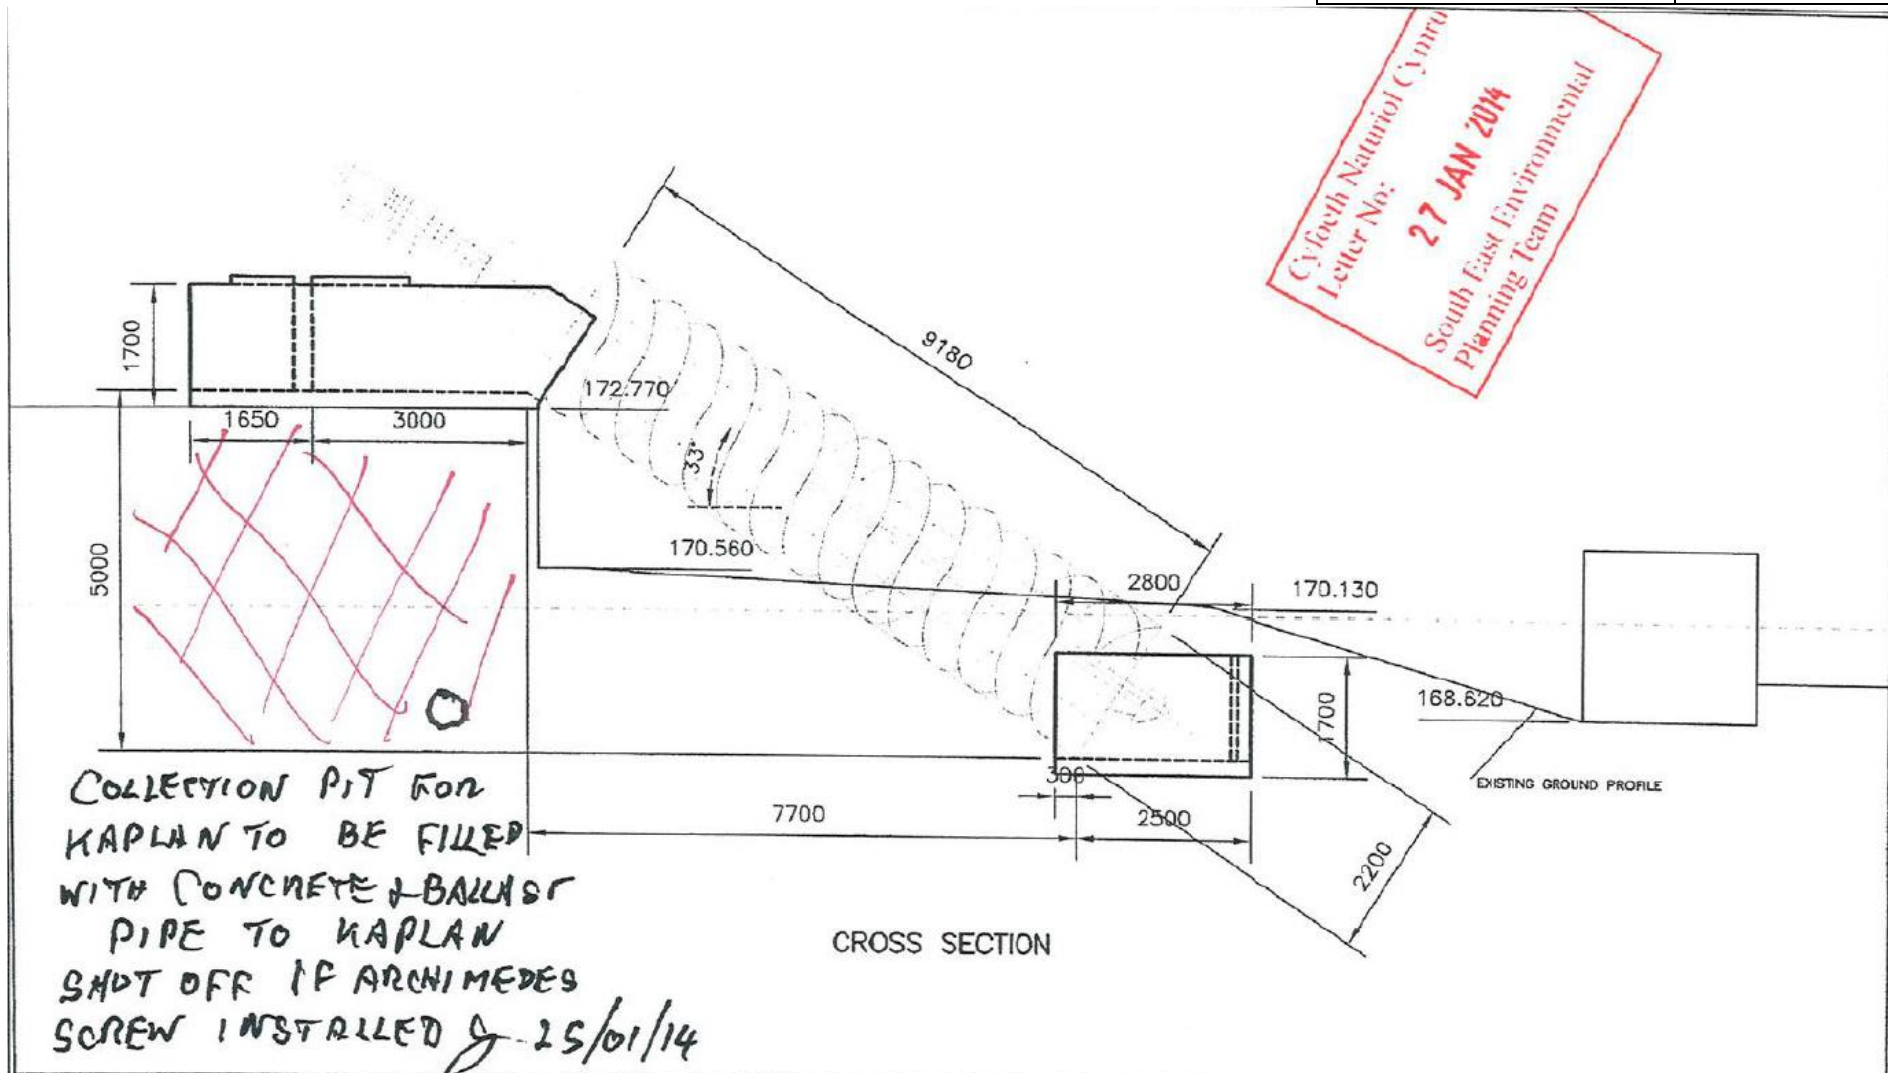 Cyfoeth Naturiol Cymru
Letter No:
27 JAN 2014
South East Environmental
Planning Team
9180
1700
172.770
1650
3000
33°
5000
170.560
2800
170.130
168.620
1700
EXISTING GROUND PROFILE
300
7700
2500
2200
CROSS SECTION
COLLECTION PIT FOR
KAPLAN TO BE FILLED
WITH CONCRETE & BALLAST
PIPE TO KAPLAN
SHUT OFF IF ARCHIMEDES
SCREW INSTALLED
25/01/14